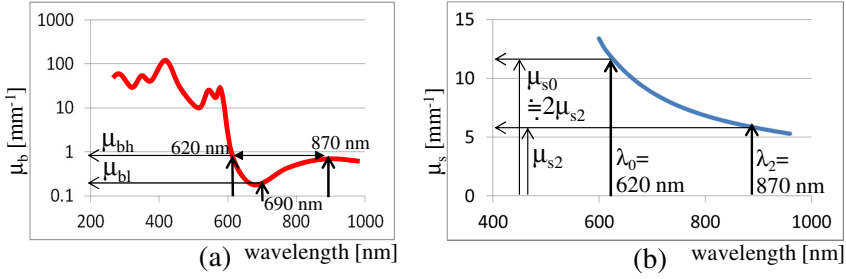 1000
100
10
1
0.1
μb [mm⁻¹]
μbh
μbl
620 nm
870 nm
690 nm
200 400 600 800 1000
(a)
wavelength [nm]
15
10
5
0
μs [mm⁻¹]
μs0
≒2μs2
μs2
λ0=
620 nm
λ2=
870 nm
400 600 800 1000
(b)
wavelength [nm]